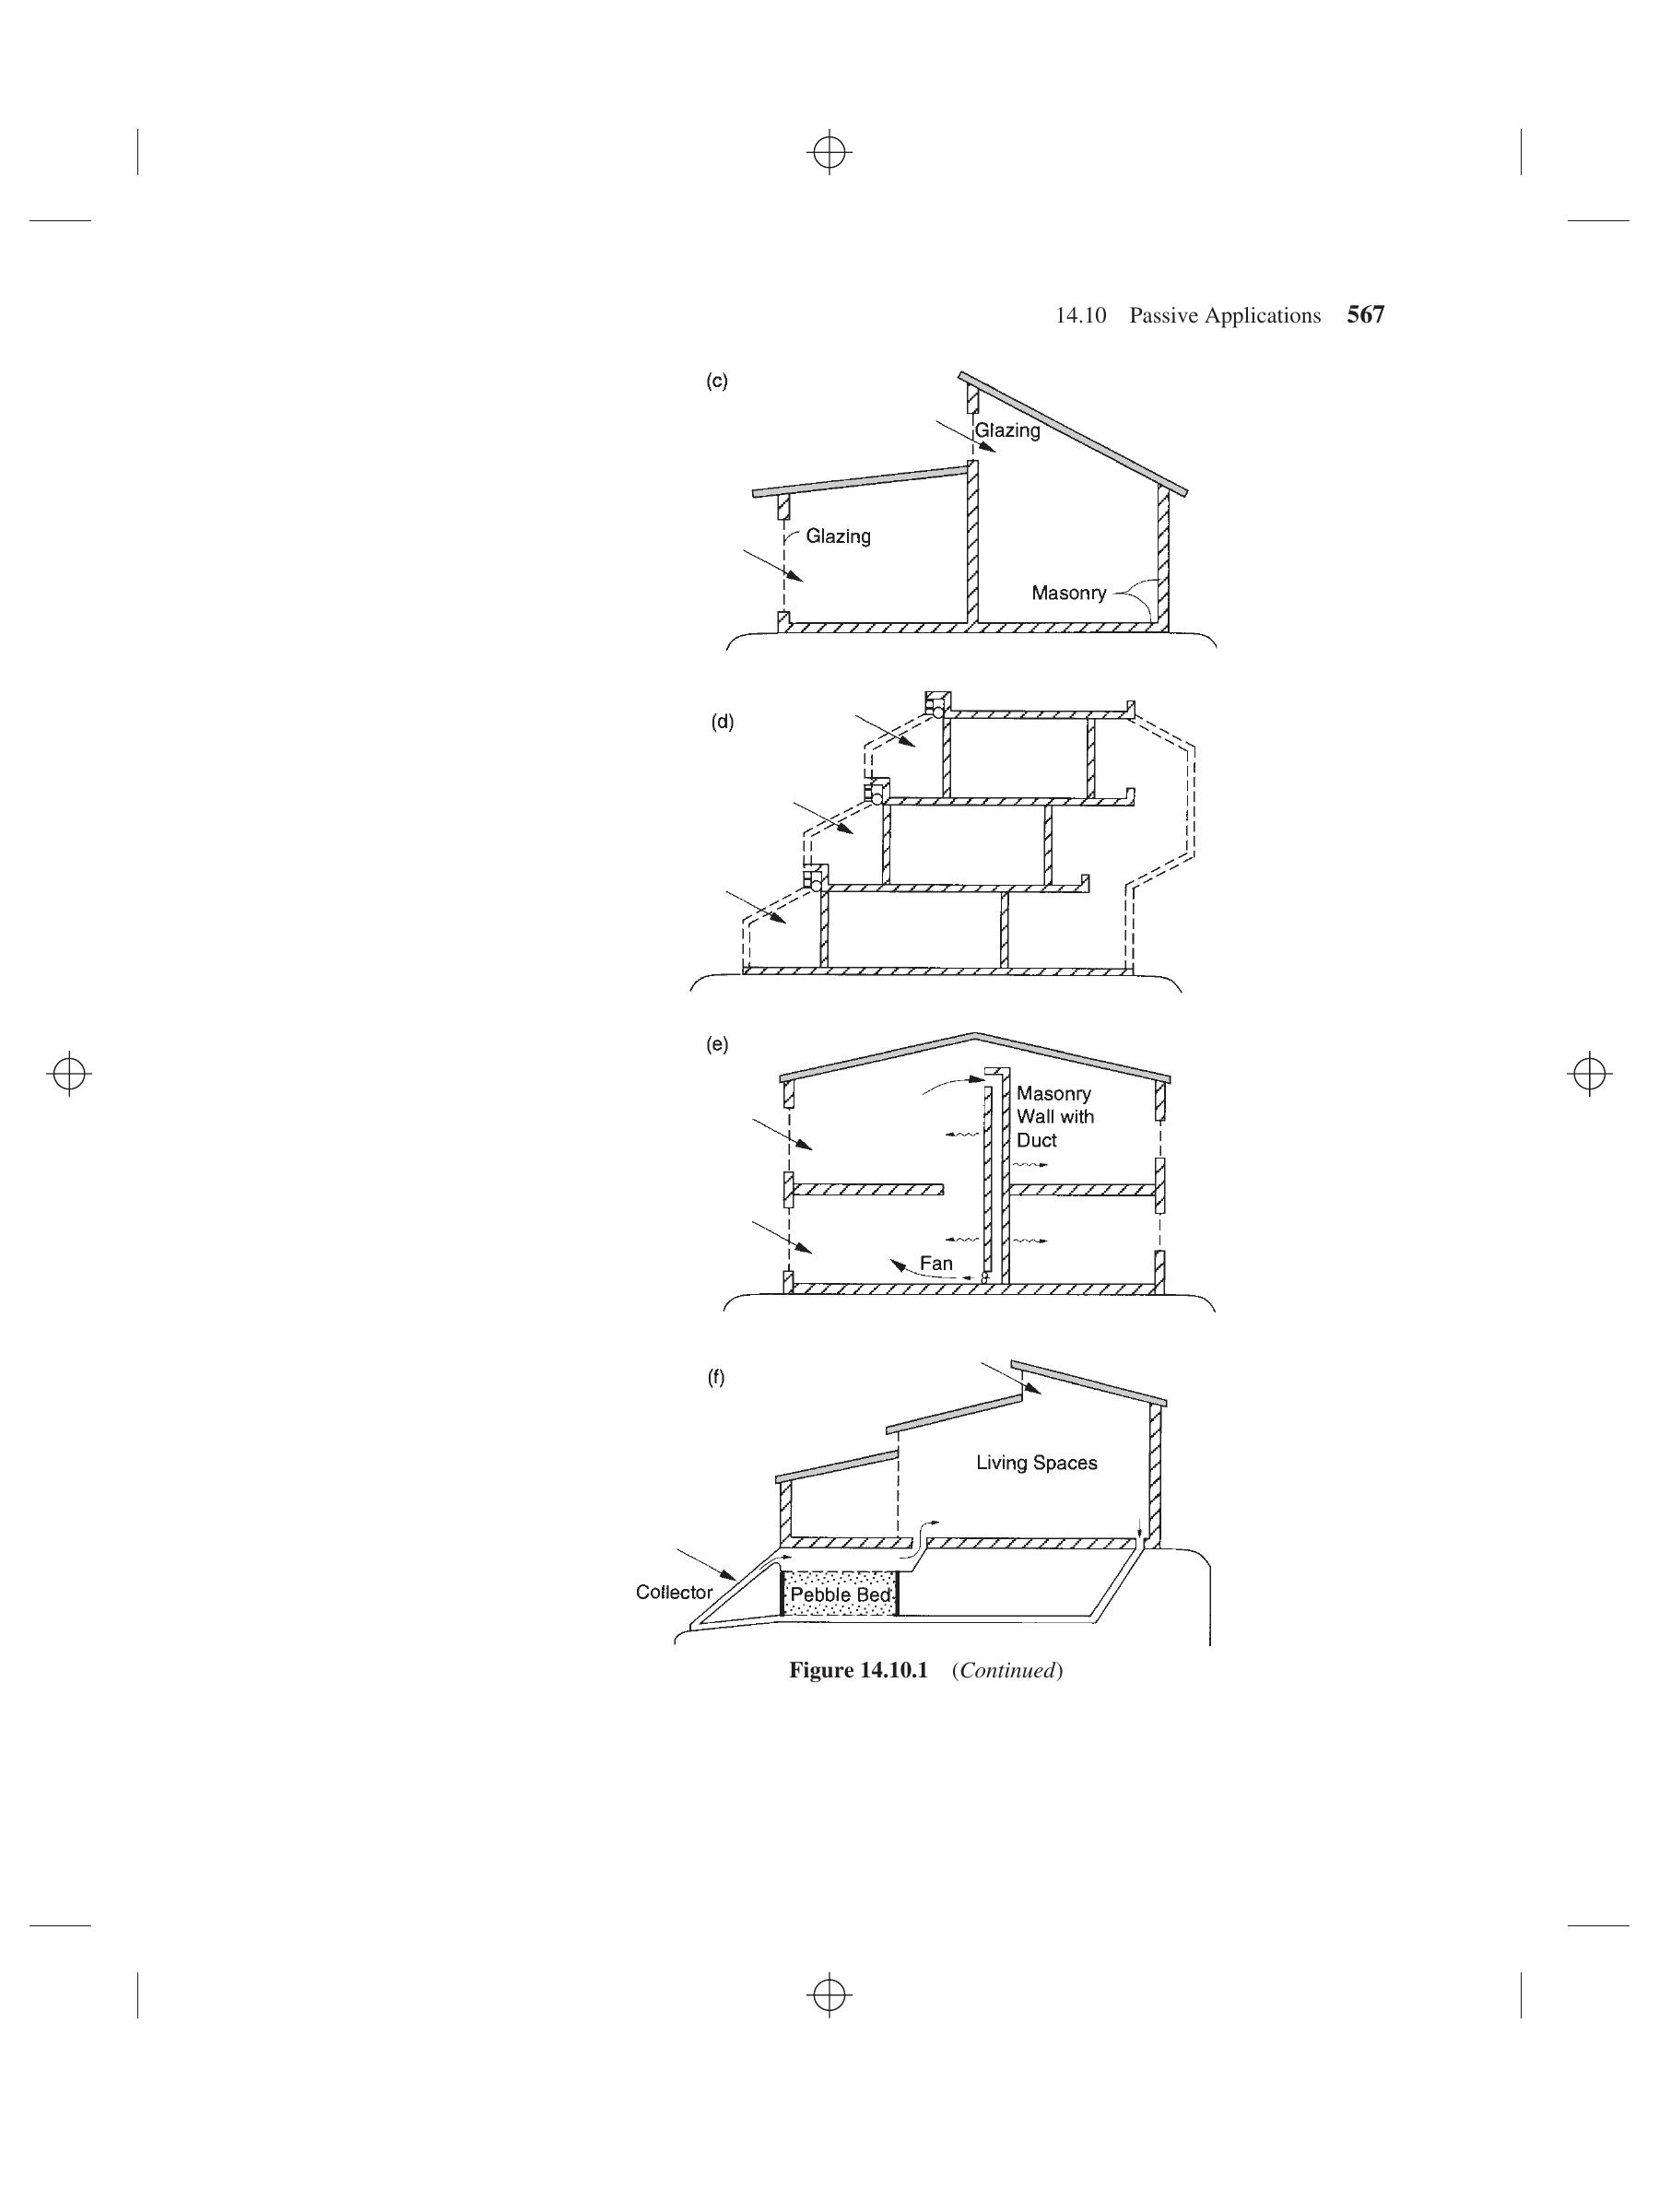 14.10 Passive Applications 567
(c)
Glazing
Glazing
Masonry
(d)
(e)
Masonry
Wall with
Duct
Fan
(f)
Living Spaces
Collector
Pebble Bed
Figure 14.10.1 (Continued)